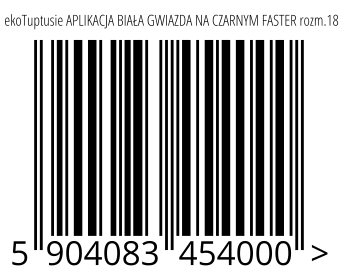 ekoTuptusie APLIKACJA BIAŁA GWIAZDA NA CZARNYM FASTER rozm.18
5 904083 454000 >